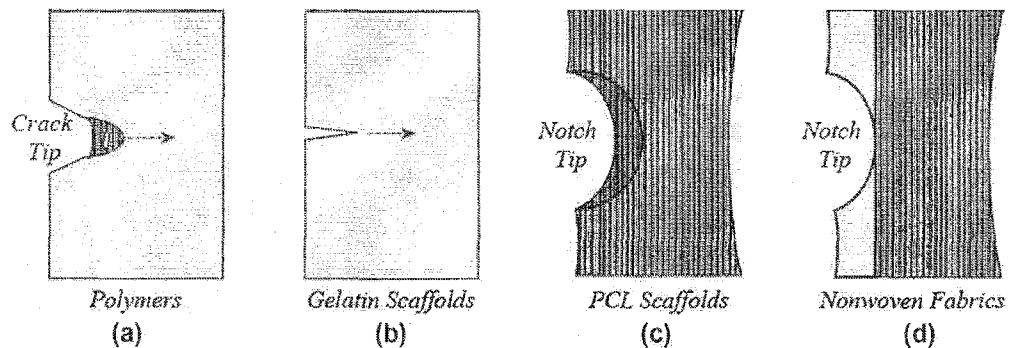 Crack
Tip
Notch
Tip
Notch
Tip
Polymers
Gelatin Scaffolds
PCL Scaffolds
Nonwoven Fabrics
(a)
(b)
(c)
(d)